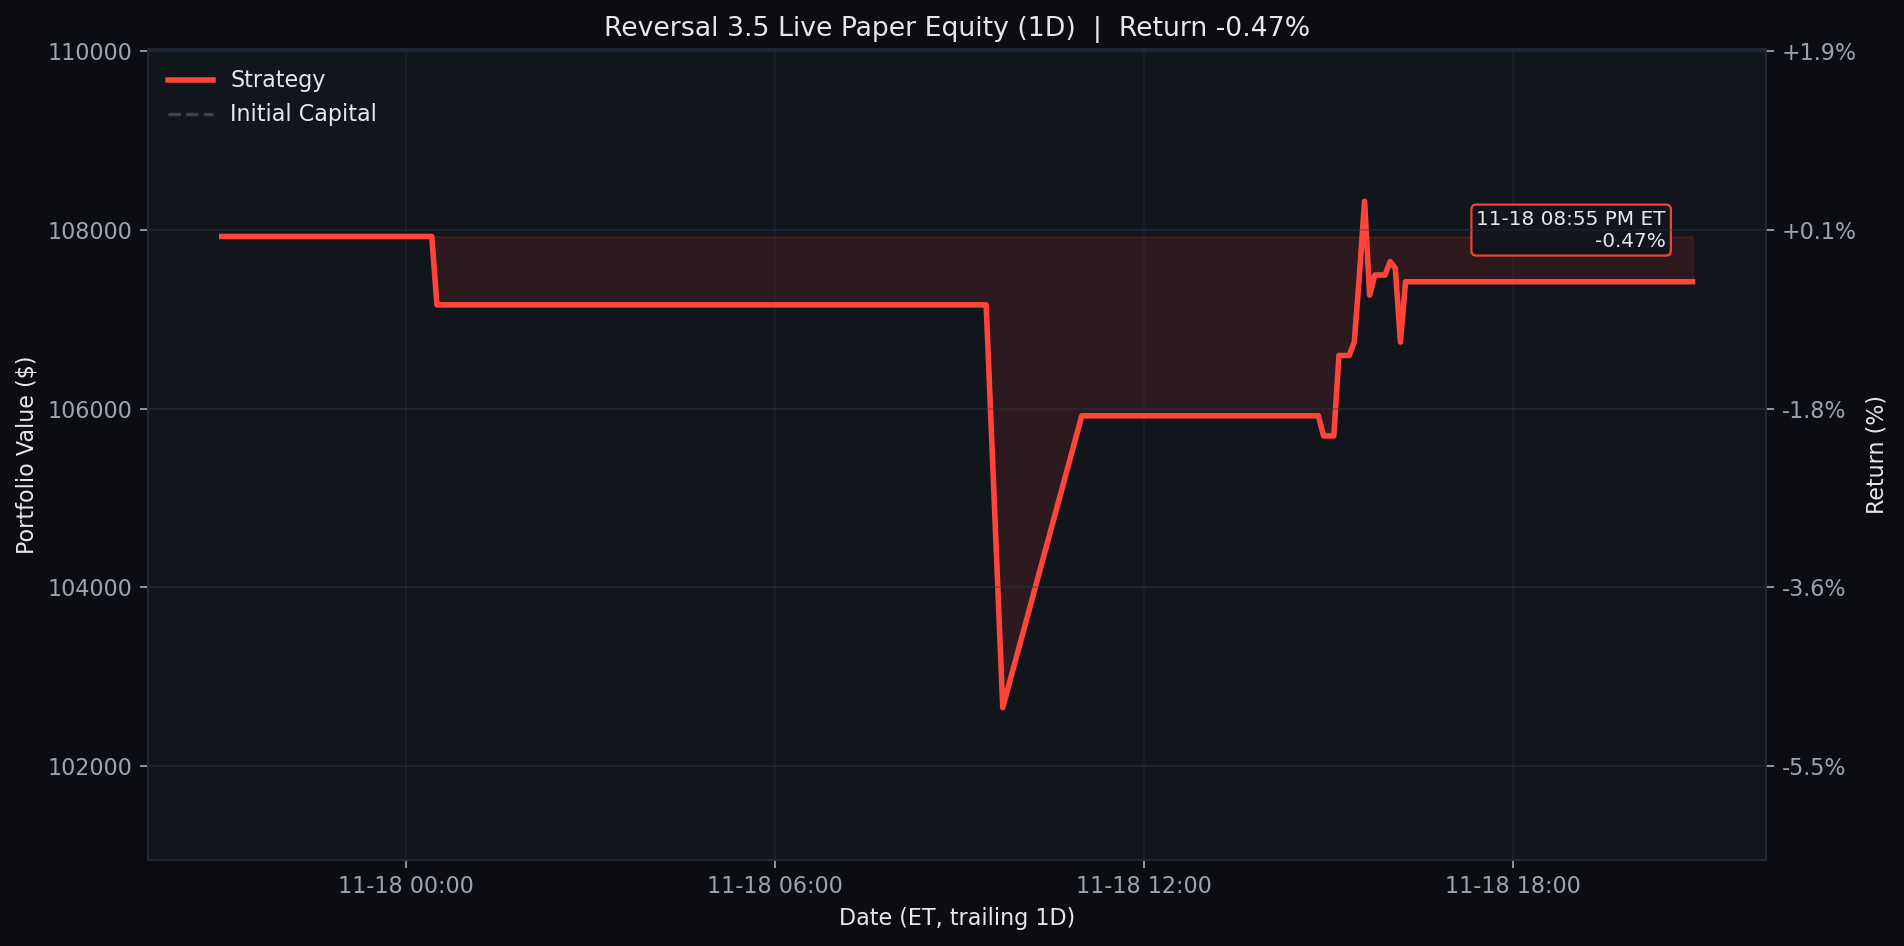 Reversal 3.5 Live Paper Equity (1D)  |  Return -0.47%
Strategy
Initial Capital
110000
108000
106000
104000
102000
Portfolio Value ($)
+1.9%
+0.1%
-1.8%
-3.6%
-5.5%
Return (%)
11-18 08:55 PM ET
-0.47%
11-18 00:00
11-18 06:00
11-18 12:00
11-18 18:00
Date (ET, trailing 1D)